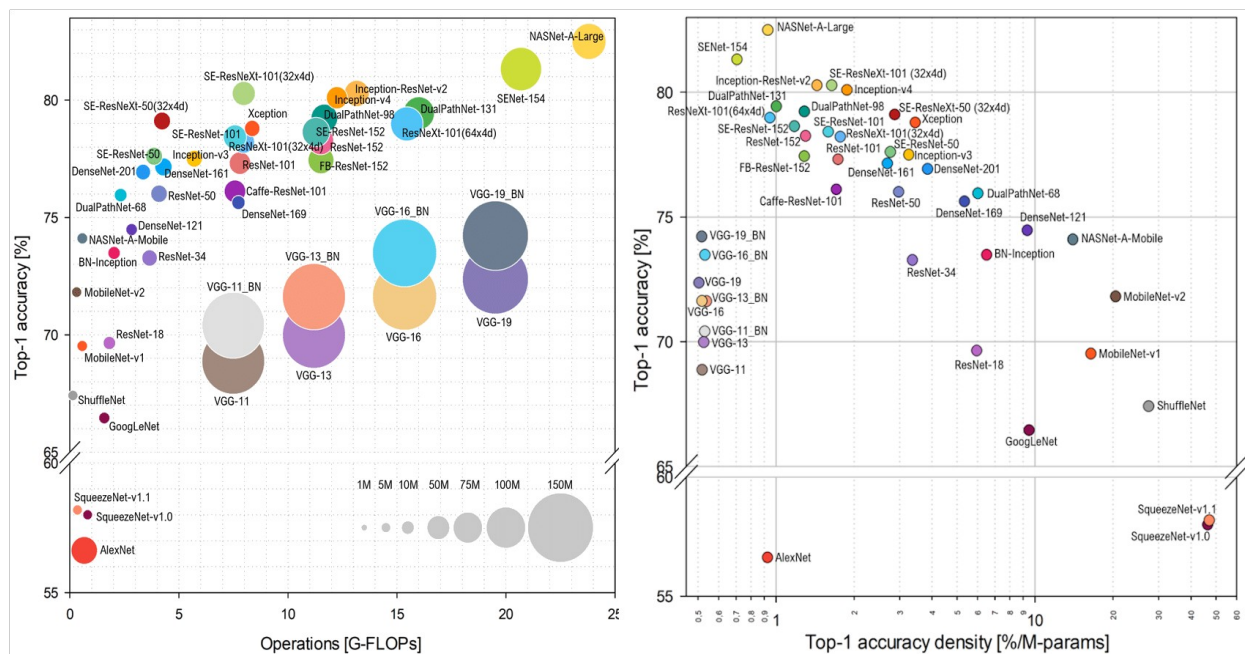 NASNet-A-Large
SE-ResNeXt-101(32x4d)
Inception-ResNet-v2
Inception-v4
SENet-154
80
SE-ResNeXt-50(32x4d)
Xception
DualPathNet-98
DualPathNet-131
SE-ResNet-101
SE-ResNet-152
ResNeXt-101(64x4d)
ResNeXt-101(32x4d)
ResNet-152
SE-ResNet-50
Inception-v3
ResNet-101
FB-ResNet-152
DenseNet-201
DenseNet-161
Caffe-ResNet-101
ResNet-50
DualPathNet-68
DenseNet-169
75
VGG-16_BN
VGG-19_BN
DenseNet-121
NASNet-A-Mobile
BN-Inception
ResNet-34
VGG-13_BN
MobileNet-v2
VGG-11_BN
VGG-16
VGG-19
70
ResNet-18
MobileNet-v1
VGG-13
VGG-11
ShuffleNet
GoogLeNet
65
60
1M 5M 10M 50M 75M 100M 150M
SqueezeNet-v1.1
SqueezeNet-v1.0
AlexNet
55
0 5 10 15 20 25
Operations [G-FLOPs]
Top-1 accuracy [%]
NASNet-A-Large
SENet-154
Inception-ResNet-v2
SE-ResNeXt-101 (32x4d)
80
Inception-v4
DualPathNet-131
DualPathNet-98
SE-ResNeXt-50 (32x4d)
ResNeXt-101(64x4d)
Xception
SE-ResNet-152
SE-ResNet-101
ResNeXt-101(32x4d)
ResNet-152
ResNet-101
SE-ResNet-50
Inception-v3
FB-ResNet-152
DenseNet-161
DenseNet-201
Caffe-ResNet-101
ResNet-50
DualPathNet-68
DenseNet-169
75
DenseNet-121
VGG-19_BN
NASNet-A-Mobile
VGG-16_BN
BN-Inception
ResNet-34
VGG-19
VGG-13_BN
MobileNet-v2
VGG-16
VGG-11_BN
VGG-13
70
ResNet-18
MobileNet-v1
VGG-11
ShuffleNet
GoogLeNet
65
60
SqueezeNet-v1.1
SqueezeNet-v1.0
AlexNet
55
0.5 0.6 0.7 0.8 0.9 1 2 3 4 5 6 7 8 9 10 20 30 40 50 60
Top-1 accuracy density [%/M-params]
Top-1 accuracy [%]